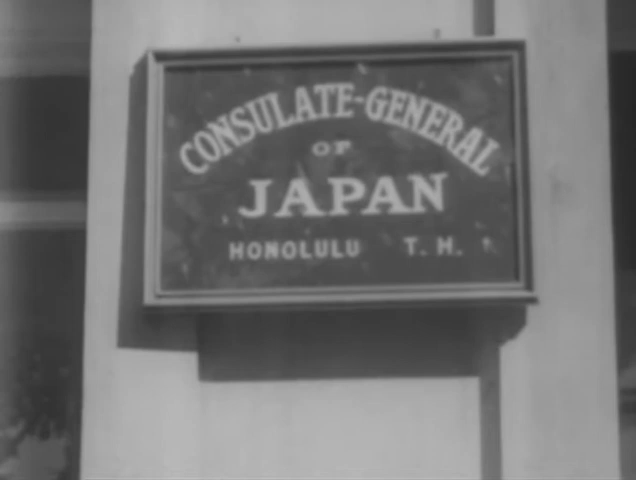 CONSULATE-GENERAL
OF
JAPAN
HONOLULU T. H.